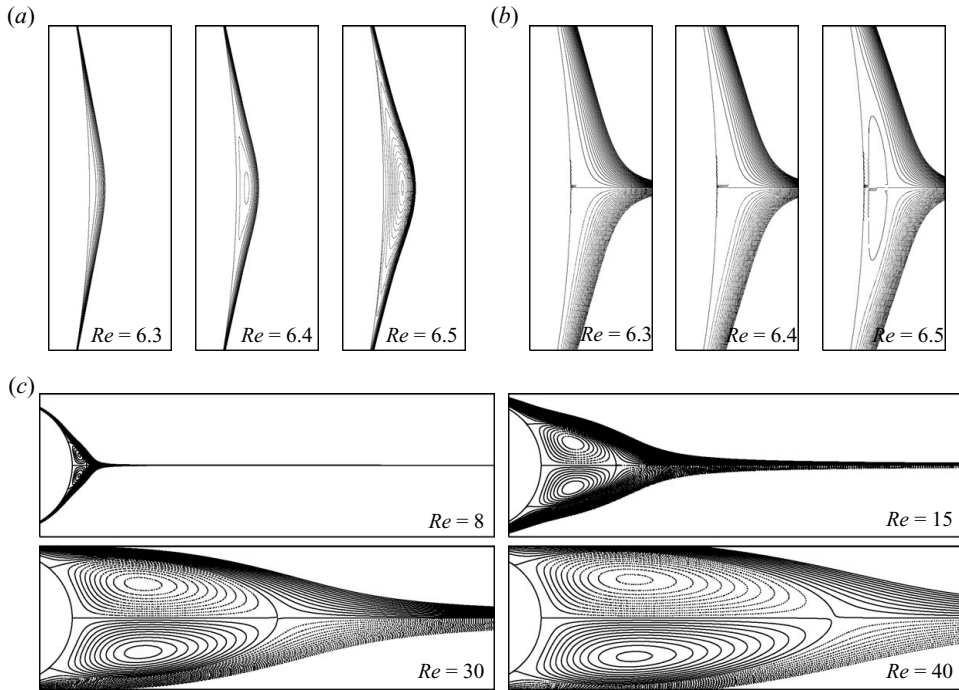 (a)
(b)
Re = 6.3
Re = 6.4
Re = 6.5
Re = 6.3
Re = 6.4
Re = 6.5
(c)
Re = 8
Re = 15
Re = 30
Re = 40